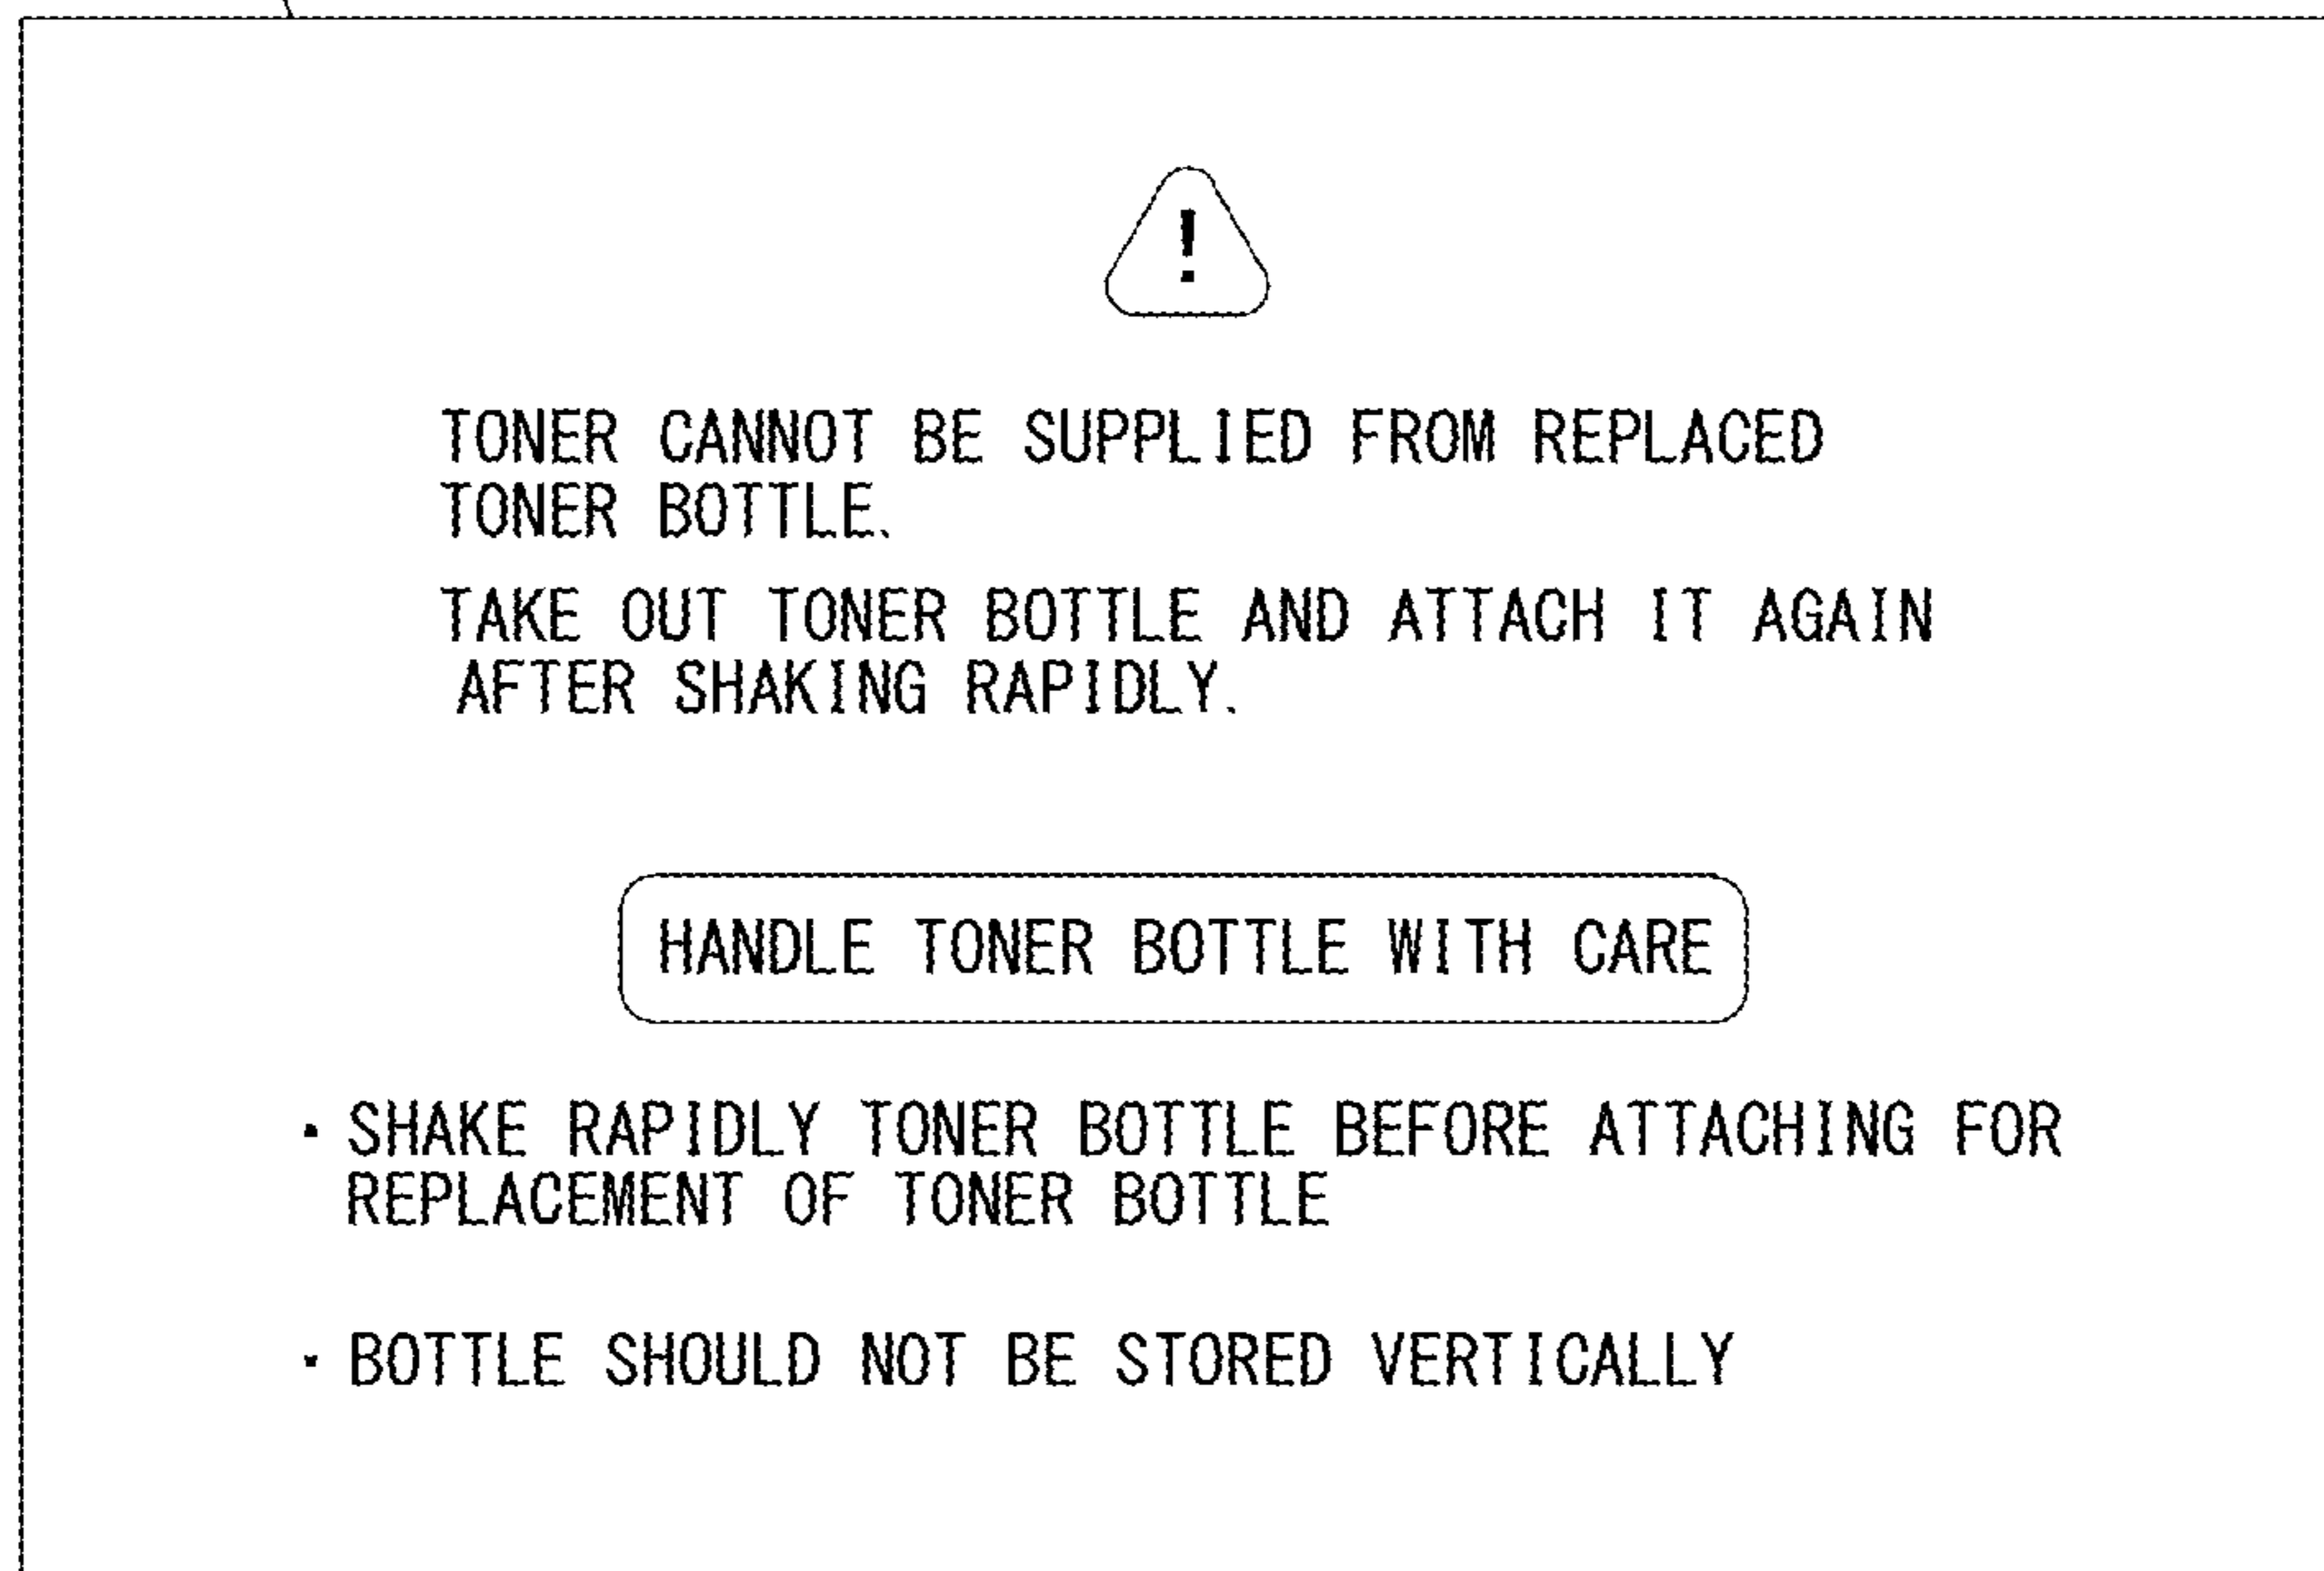 !
TONER CANNOT BE SUPPLIED FROM REPLACED
TONER BOTTLE.
TAKE OUT TONER BOTTLE AND ATTACH IT AGAIN
AFTER SHAKING RAPIDLY.
HANDLE TONER BOTTLE WITH CARE
・SHAKE RAPIDLY TONER BOTTLE BEFORE ATTACHING FOR
REPLACEMENT OF TONER BOTTLE
・BOTTLE SHOULD NOT BE STORED VERTICALLY